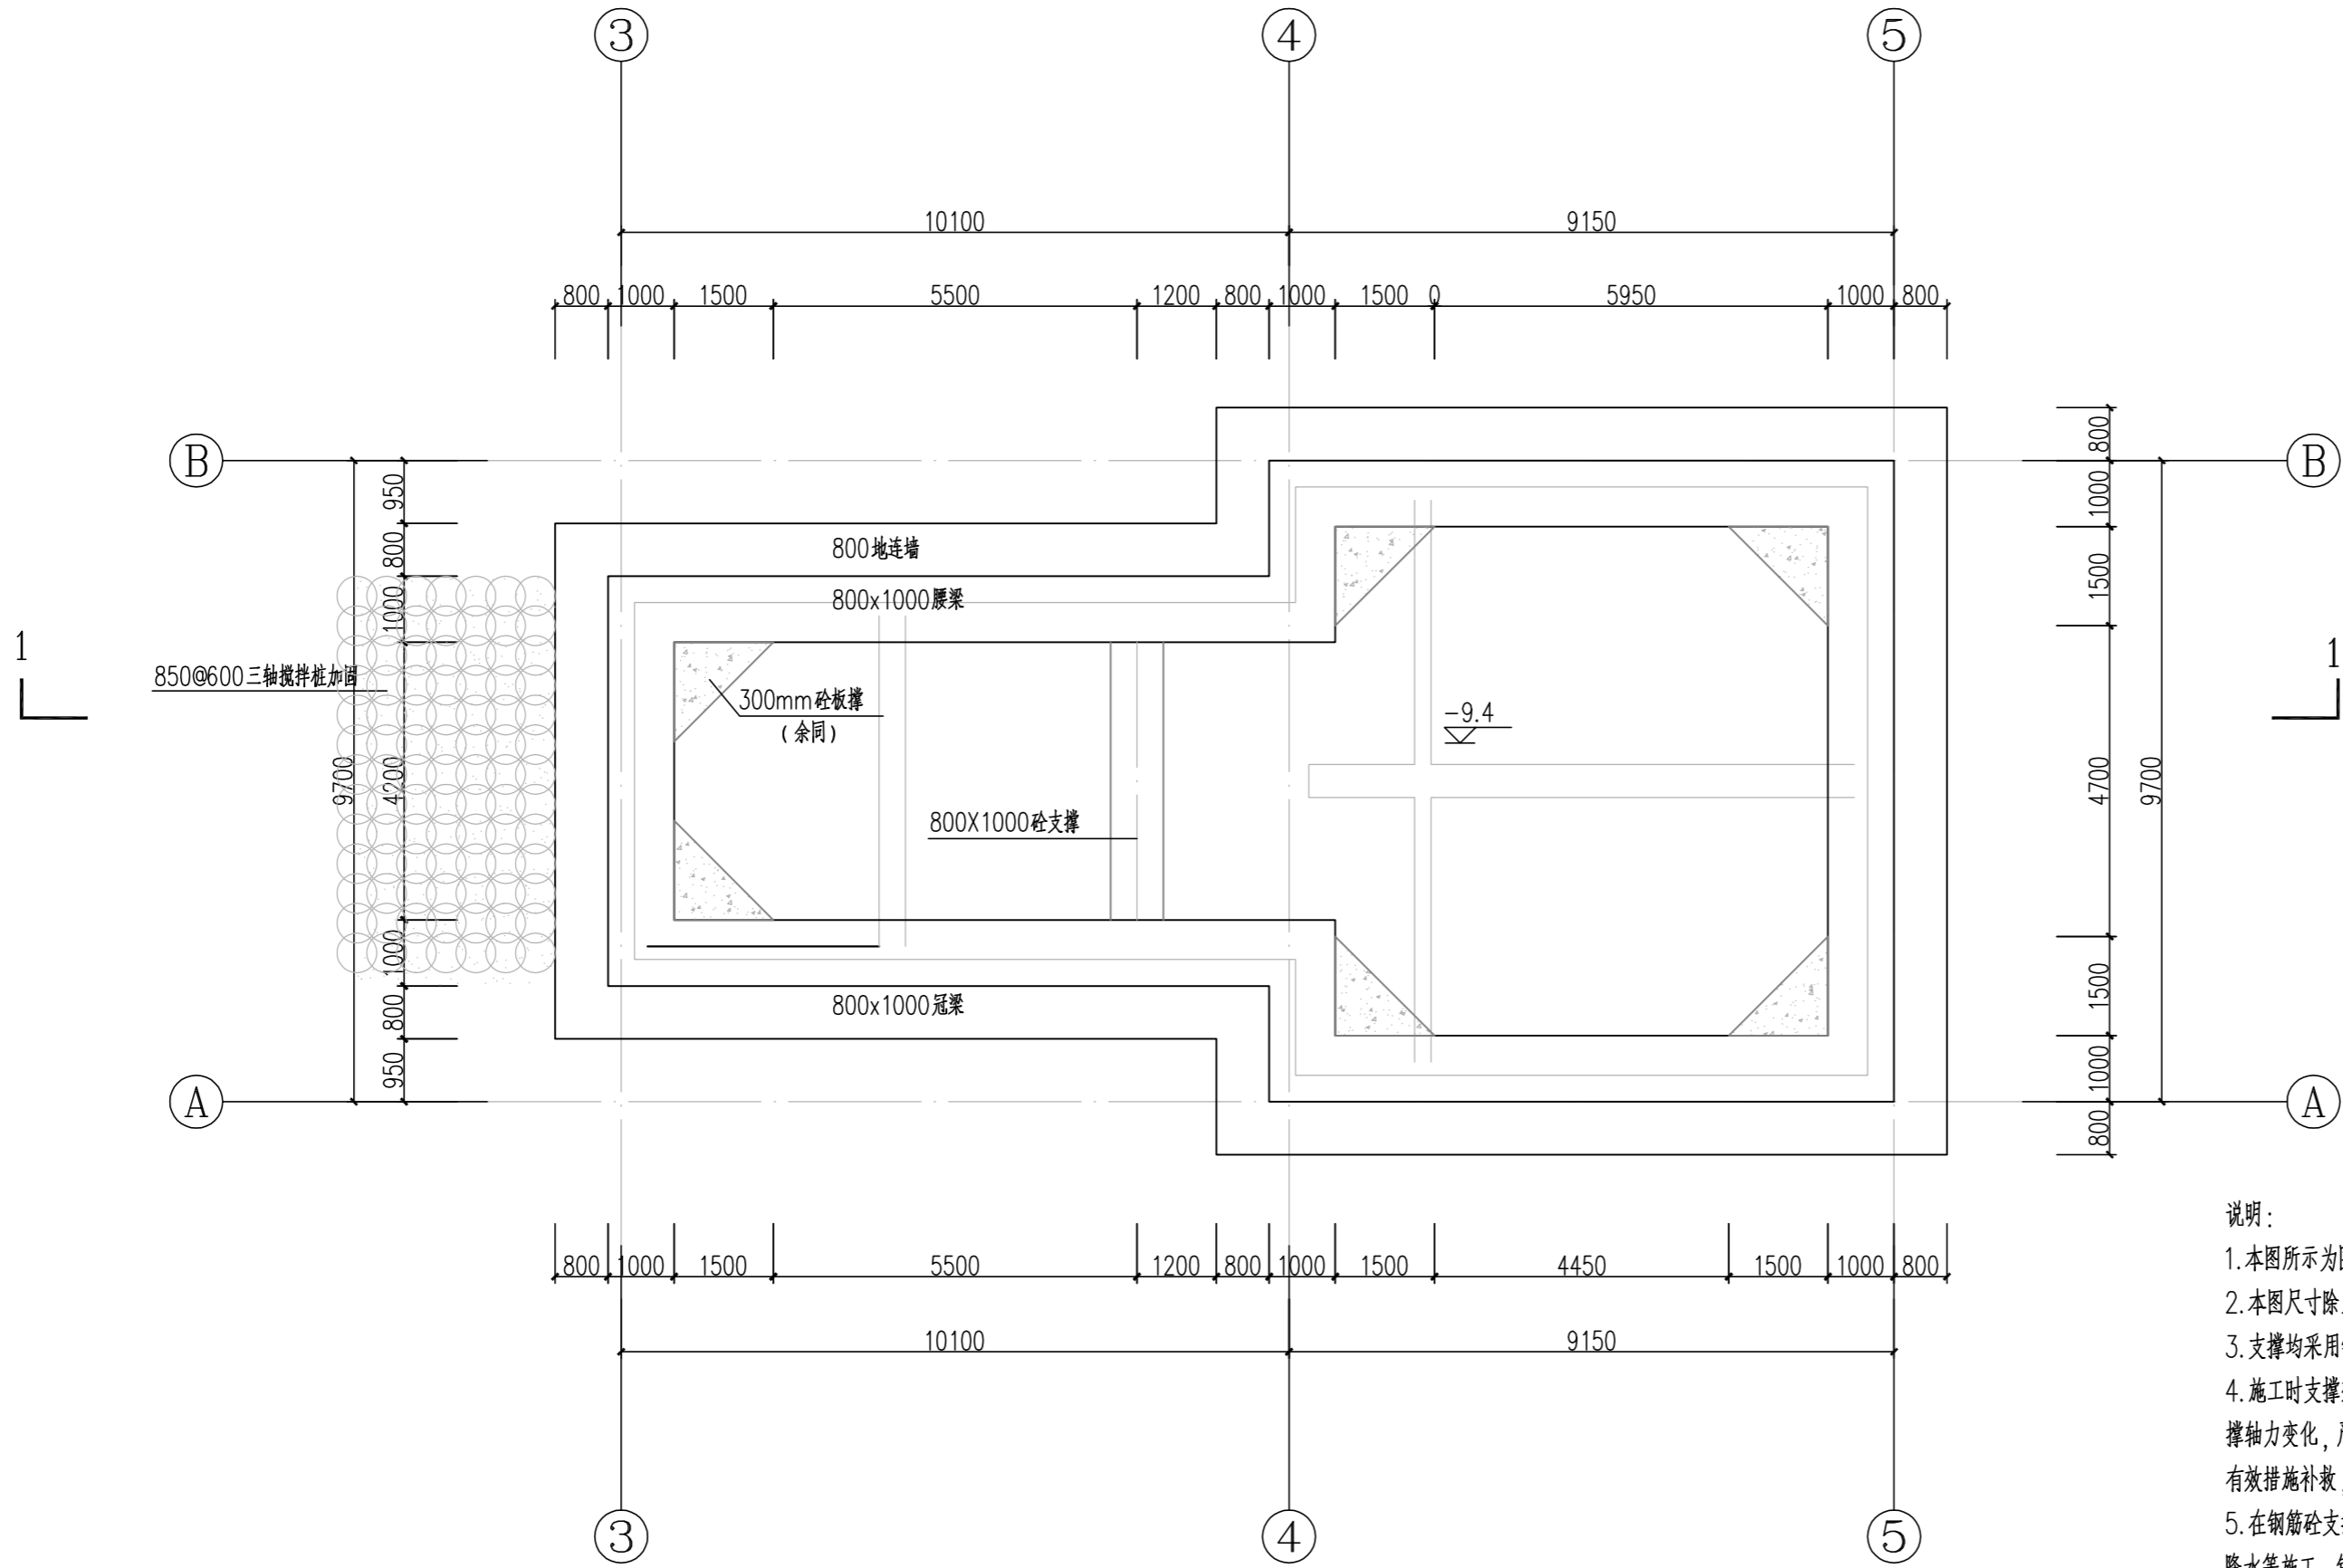 3 4 5
10100 9150
800 1000 1500 5500 1200 800 1000 1500 0 5950 1000 800
B B
950
800
1000
4200
1000
800
950
9700
800
1000
1500
4700
1500
1000
800
9700
800地连墙
800x1000腰梁
1 1
850@600三轴搅拌桩加固
300mm砼板撑
(余同)
-9.4
800X1000砼支撑
800x1000冠梁
A A
800 1000 1500 5500 1200 800 1000 1500 4450 1500 1000 800
10100 9150
3 4 5
说明:
1.本图所示为
2.本图尺寸除
3.支撑均采用
4.施工时支撑
撑轴力变化,
有效措施补救,
5.在钢筋砼支
降水等施工